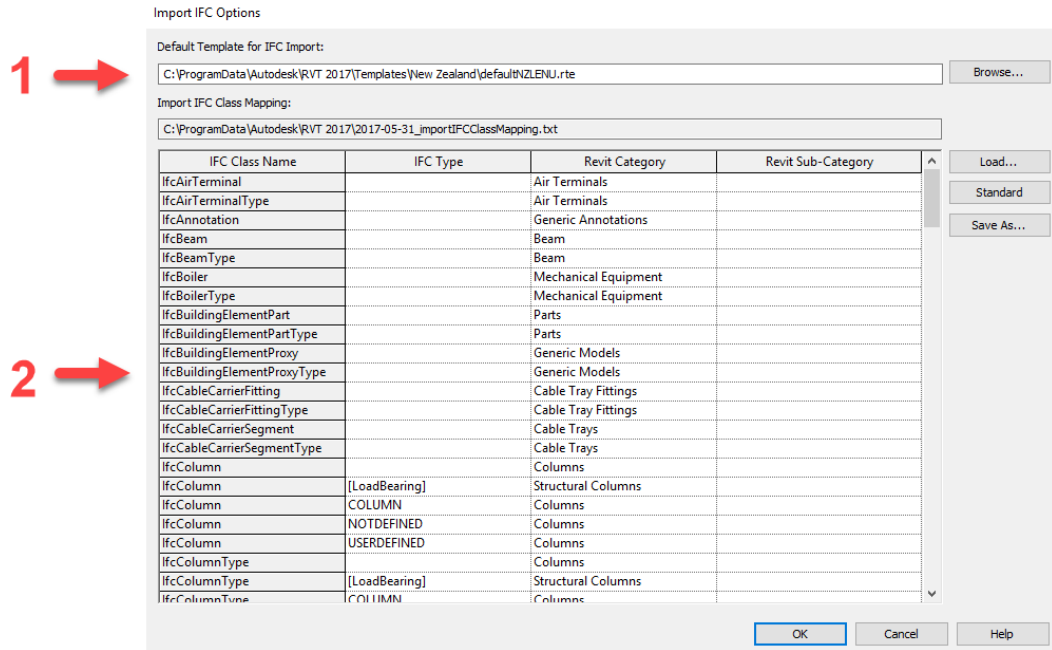 Import IFC Options
Default Template for IFC Import:
1
C:\ProgramData\Autodesk\RVT 2017\Templates\New Zealand\defaultNZLENU.rte Browse...
Import IFC Class Mapping:
C:\ProgramData\Autodesk\RVT 2017\2017-05-31_importIFCClassMapping.txt
IFC Class Name IFC Type Revit Category Revit Sub-Category Load...
IfcAirTerminal Air Terminals
IfcAirTerminalType Air Terminals Standard
IfcAnnotation Generic Annotations Save As...
IfcBeam Beam
IfcBeamType Beam
IfcBoiler Mechanical Equipment
IfcBoilerType Mechanical Equipment
IfcBuildingElementPart Parts
IfcBuildingElementPartType Parts
IfcBuildingElementProxy Generic Models
2
IfcBuildingElementProxyType Generic Models
IfcCableCarrierFitting Cable Tray Fittings
IfcCableCarrierFittingType Cable Tray Fittings
IfcCableCarrierSegment Cable Trays
IfcCableCarrierSegmentType Cable Trays
IfcColumn Columns
IfcColumn [LoadBearing] Structural Columns
IfcColumn COLUMN Columns
IfcColumn NOTDEFINED Columns
IfcColumn USERDEFINED Columns
IfcColumnType Columns
IfcColumnType [LoadBearing] Structural Columns
IfcColumnType COLUMN Columns
OK Cancel Help